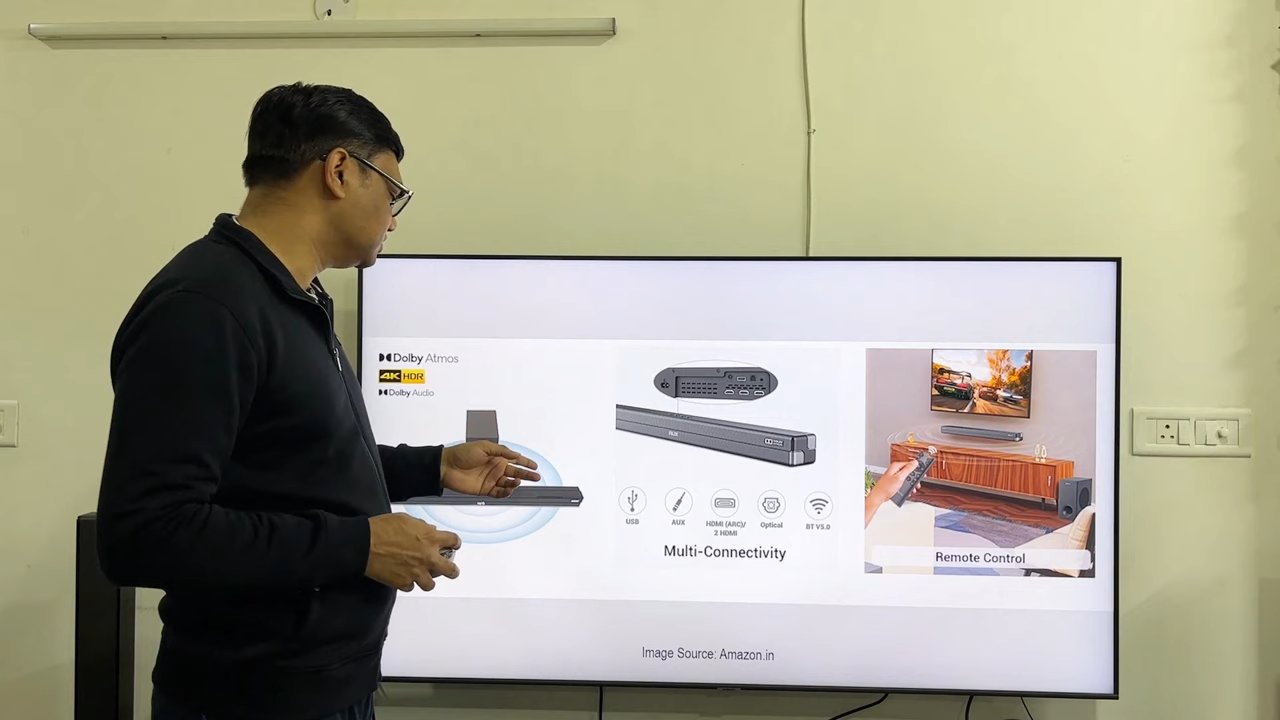 Dolby Atmos
4K HDR
Dolby Audio
USB
AUX
HDMI (ARC)/
2 HDMI
Optical
BT V5.0
Multi-Connectivity
Remote Control
Image Source: Amazon.in